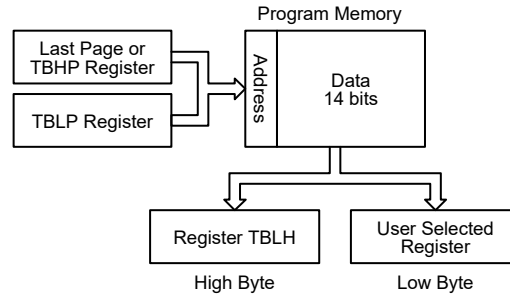 Program Memory
Last Page or
TBHP Register
TBLP Register
Address
Data
14 bits
Register TBLH
User Selected
Register
High Byte
Low Byte